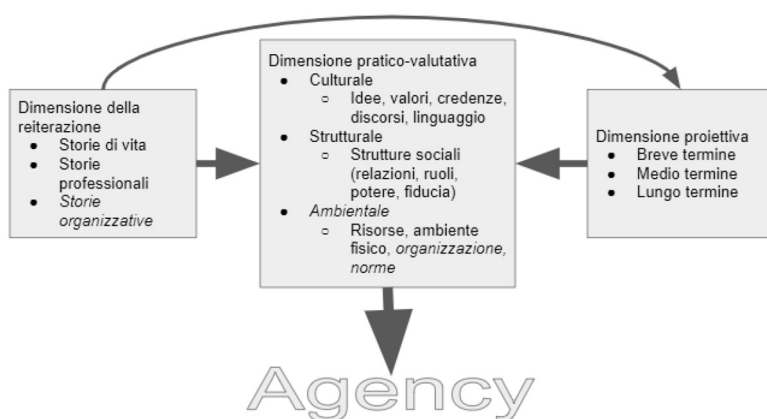 Dimensione della
reiterazione
● Storie di vita
● Storie
professionali
● Storie
organizzative
Dimensione pratico-valutativa
● Culturale
○ Idee, valori, credenze,
discorsi, linguaggio
● Strutturale
○ Strutture sociali
(relazioni, ruoli,
potere, fiducia)
● Ambientale
○ Risorse, ambiente
fisico, organizzazione,
norme
Dimensione proiettiva
● Breve termine
● Medio termine
● Lungo termine
Agency